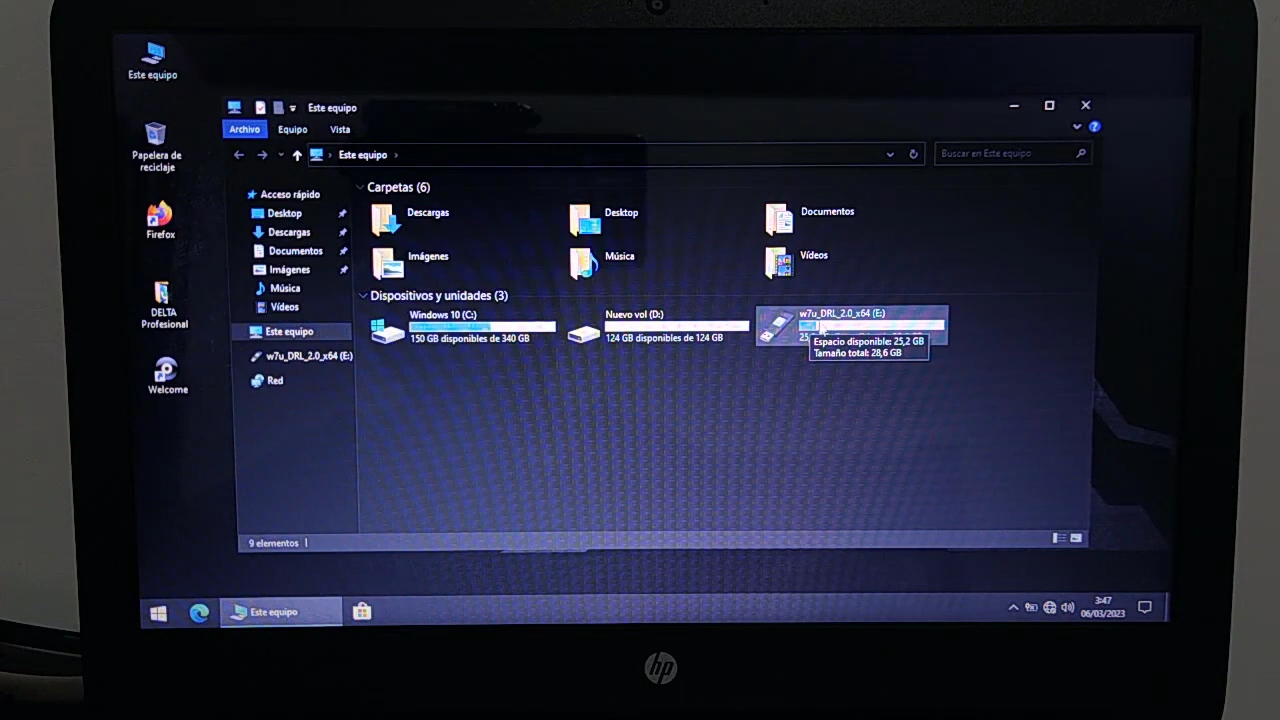 Este equipo
Papelera de
reciclaje
Firefox
DELTA
Profesional
Welcome
Este equipo
Archivo
Equipo
Vista
Este equipo
Buscar en Este equipo
Acceso rápido
Desktop
Descargas
Documentos
Imágenes
Música
Vídeos
Este equipo
w7u_DRL_2.0_x64 (E:)
Red
Carpetas (6)
Descargas
Desktop
Documentos
Imágenes
Música
Vídeos
Dispositivos y unidades (3)
Windows 10 (C:)
150 GB disponibles de 340 GB
Nuevo vol (D:)
124 GB disponibles de 124 GB
w7u_DRL_2.0_x64 (E:)
Espacio disponible: 25,2 GB
Tamaño total: 28,6 GB
9 elementos
Este equipo
3:47
06/03/2023
hp